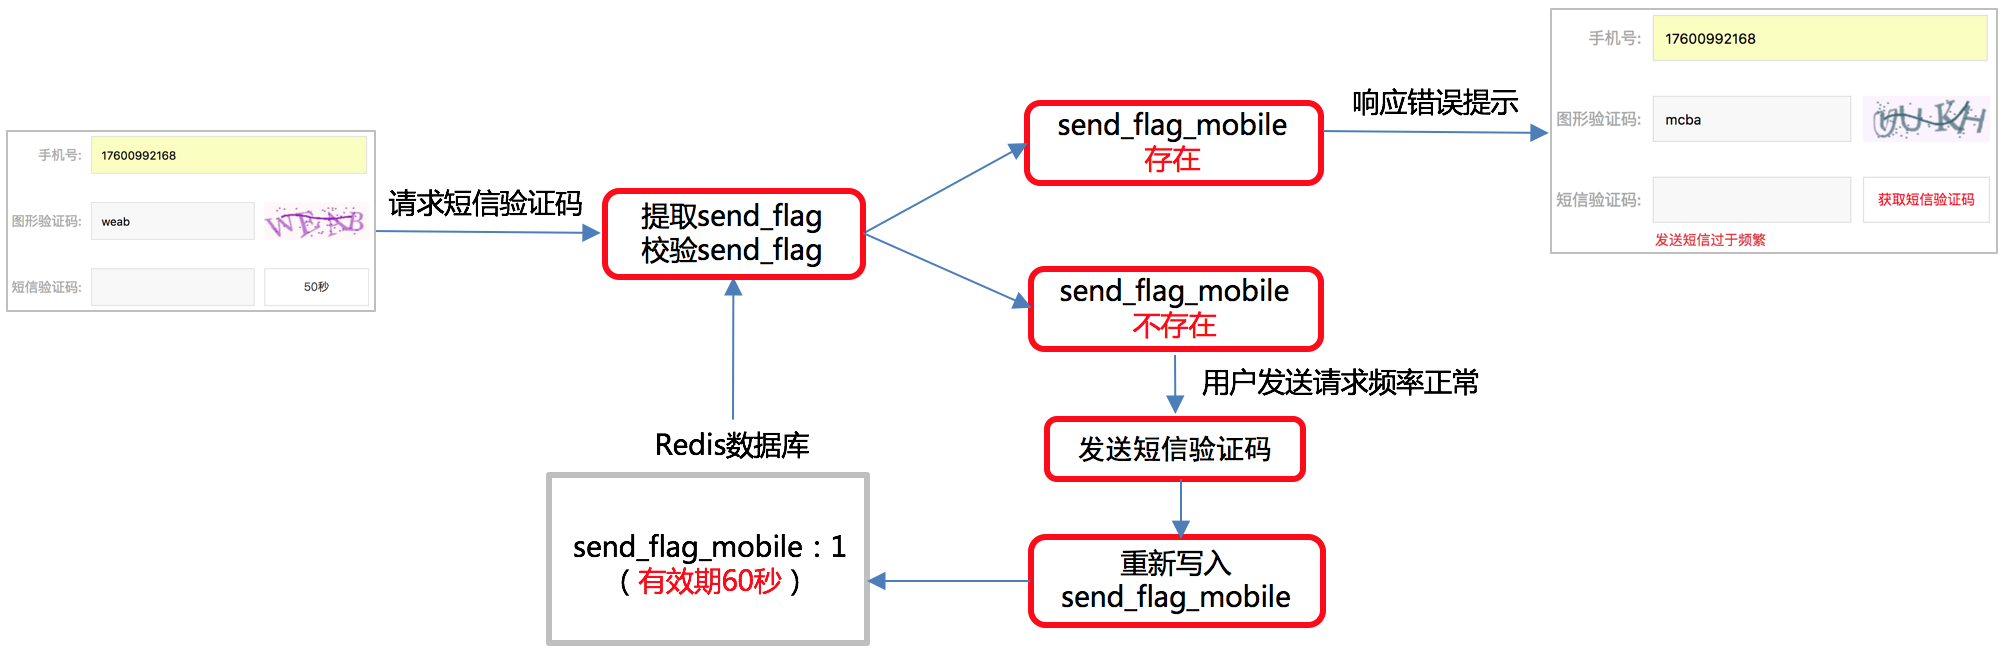 手机号:
17600992168
图形验证码:
weab
WEAB
短信验证码:
50秒
请求短信验证码
提取send_flag
校验send_flag
send_flag_mobile
存在
响应错误提示
手机号:
17600992168
图形验证码:
mcba
UUKH
短信验证码:
获取短信验证码
发送短信过于频繁
send_flag_mobile
不存在
用户发送请求频率正常
发送短信验证码
重新写入
send_flag_mobile
Redis数据库
send_flag_mobile：1
（有效期60秒）